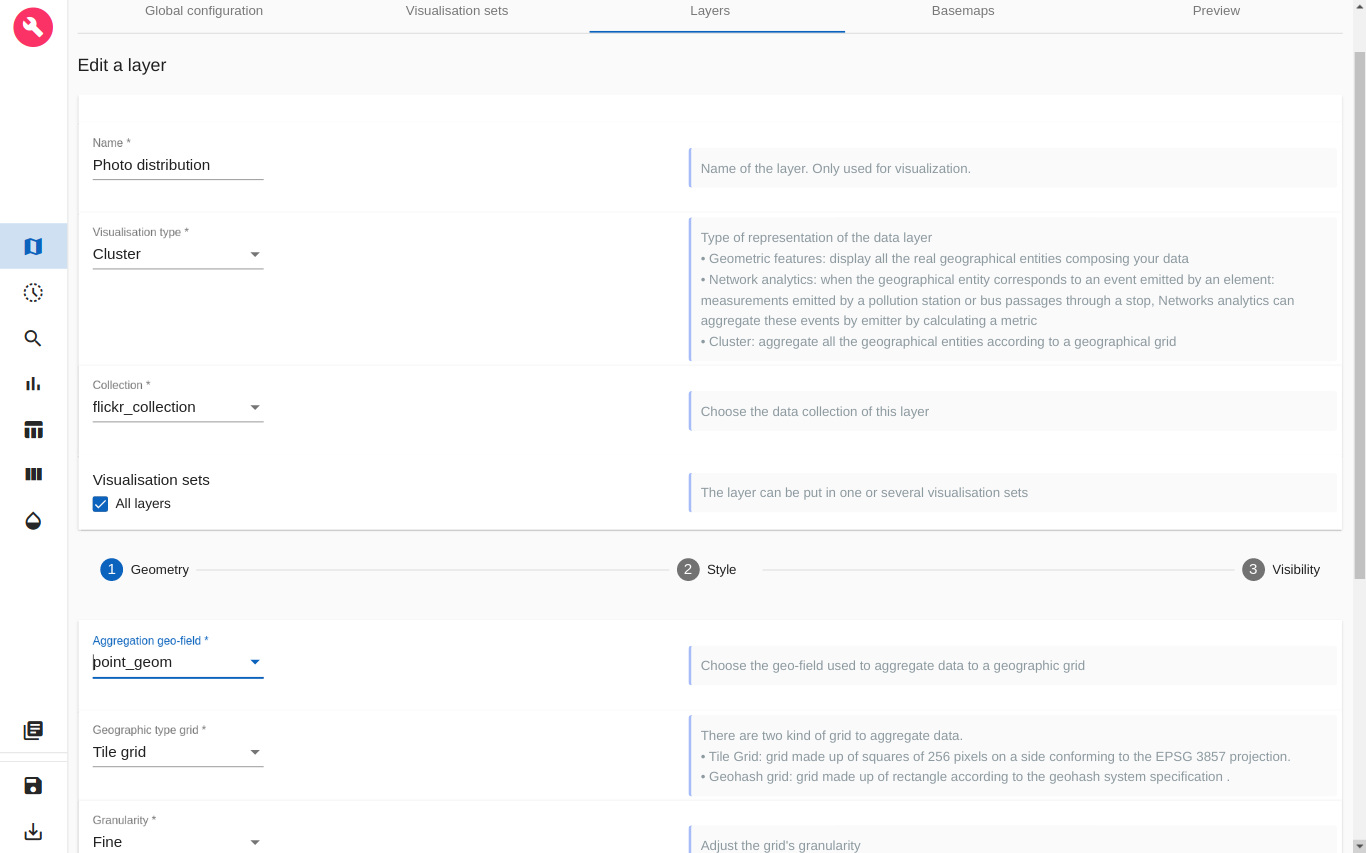 Global configuration
Visualisation sets
Layers
Basemaps
Preview
Edit a layer
Name *
Photo distribution
Name of the layer. Only used for visualization.
Visualisation type *
Cluster
Type of representation of the data layer
• Geometric features: display all the real geographical entities composing your data
• Network analytics: when the geographical entity corresponds to an event emitted by an element:
measurements emitted by a pollution station or bus passages through a stop, Networks analytics can
aggregate these events by emitter by calculating a metric
• Cluster: aggregate all the geographical entities according to a geographical grid
Collection *
flickr_collection
Choose the data collection of this layer
Visualisation sets
All layers
The layer can be put in one or several visualisation sets
1 Geometry
2 Style
3 Visibility
Aggregation geo-field *
point_geom
Choose the geo-field used to aggregate data to a geographic grid
Geographic type grid *
Tile grid
There are two kind of grid to aggregate data.
• Tile Grid: grid made up of squares of 256 pixels on a side conforming to the EPSG 3857 projection.
• Geohash grid: grid made up of rectangle according to the geohash system specification .
Granularity *
Fine
Adjust the grid's granularity